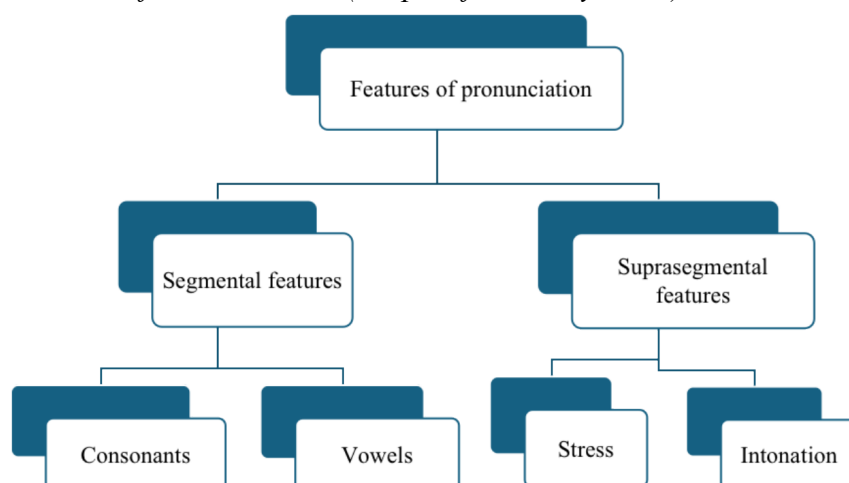 Features of pronunciation
Segmental features
Suprasegmental
features
Consonants
Vowels
Stress
Intonation